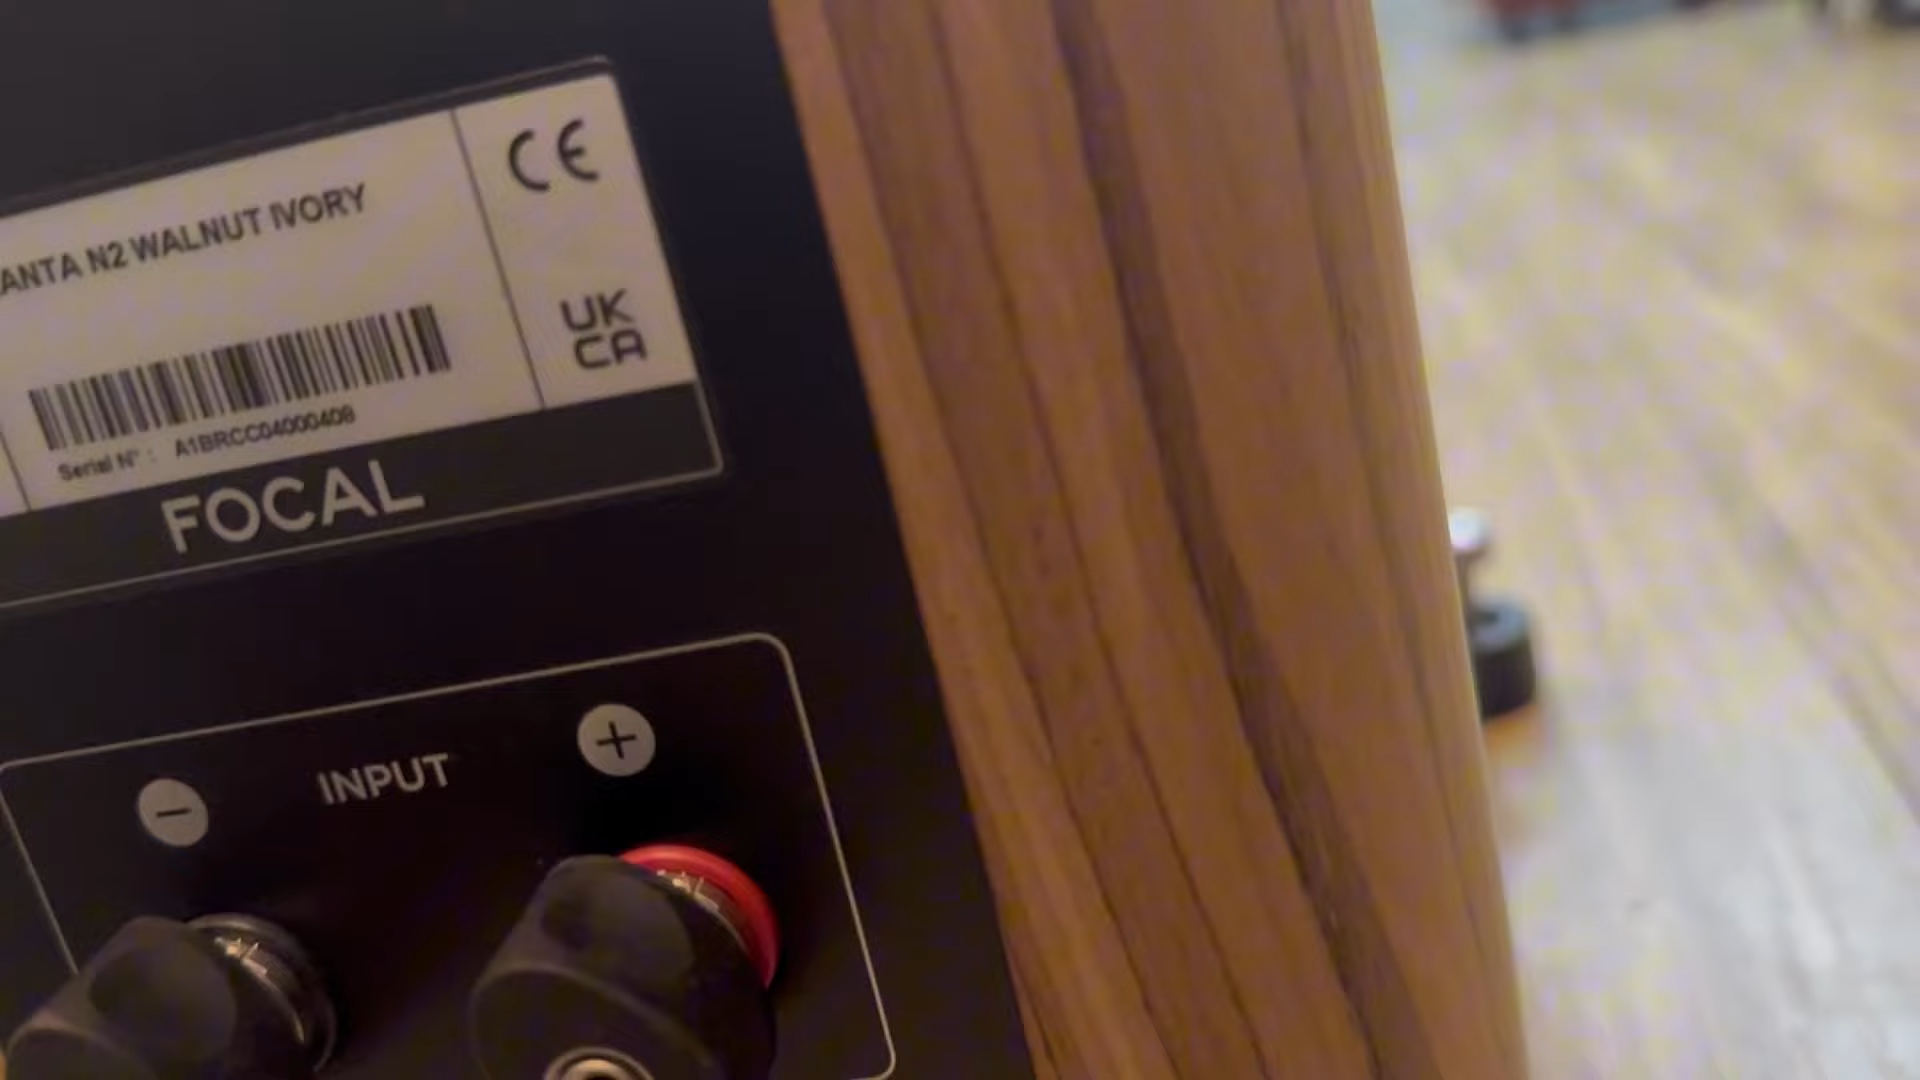 ANTA N2 WALNUT IVORY
CE
UK
CA
Serial N° : A1BRCC04000408
FOCAL
INPUT
- +